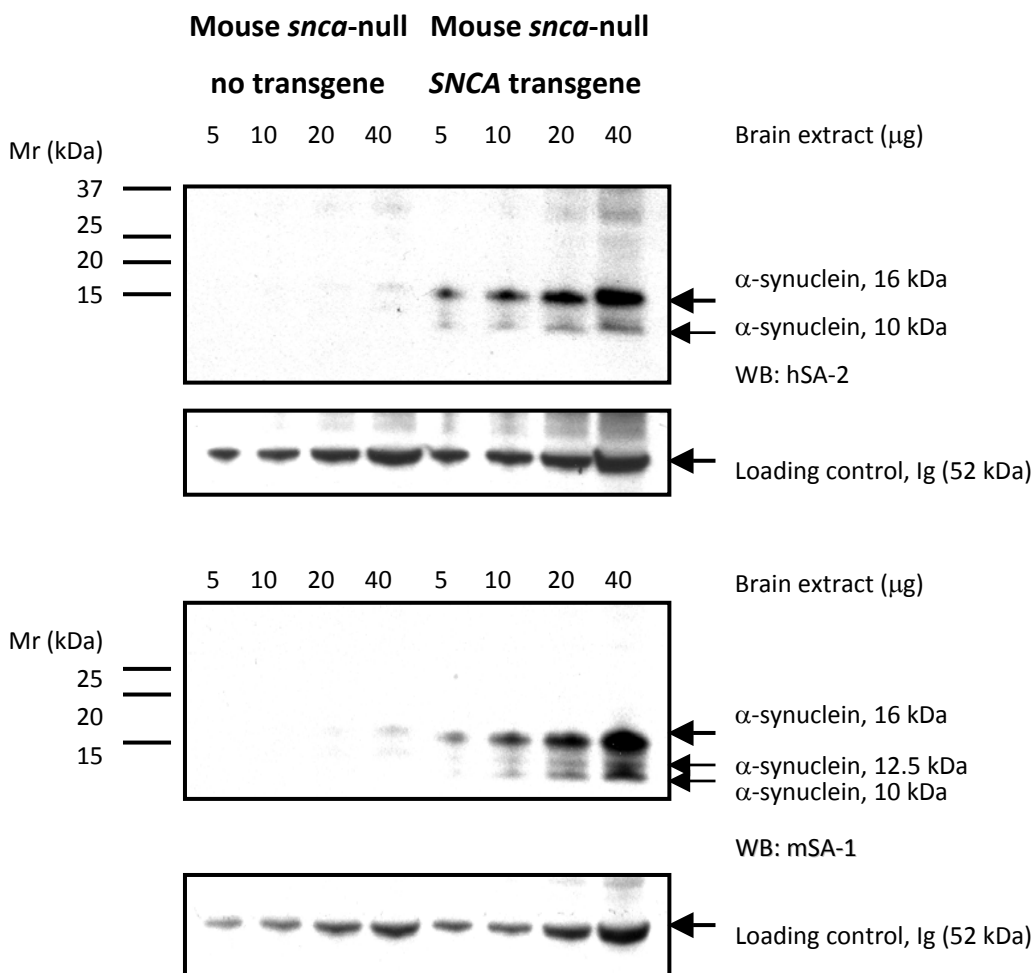 Mouse snca-null Mouse snca-null
no transgene SNCA transgene
5 10 20 40 5 10 20 40 Brain extract (µg)
Mr (kDa)
37
25
20
15
α-synuclein, 16 kDa
α-synuclein, 10 kDa
WB: hSA-2
Loading control, Ig (52 kDa)
5 10 20 40 5 10 20 40 Brain extract (µg)
Mr (kDa)
25
20
15
α-synuclein, 16 kDa
α-synuclein, 12.5 kDa
α-synuclein, 10 kDa
WB: mSA-1
Loading control, Ig (52 kDa)